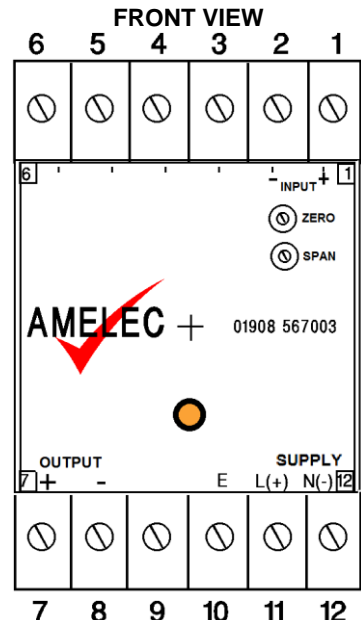 FRONT VIEW
6 5 4 3 2 1
6 1
- INPUT +
ZERO
SPAN
AMELEC 01908 567003
OUTPUT SUPPLY
7 + - E L(+) N(-) 12
7 8 9 10 11 12